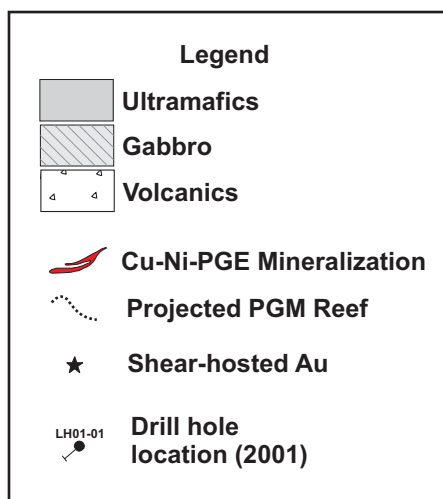 Legend
Ultramafics
Gabbro
Volcanics
Cu-Ni-PGE Mineralization
Projected PGM Reef
Shear-hosted Au
LH01-01
Drill hole
location (2001)